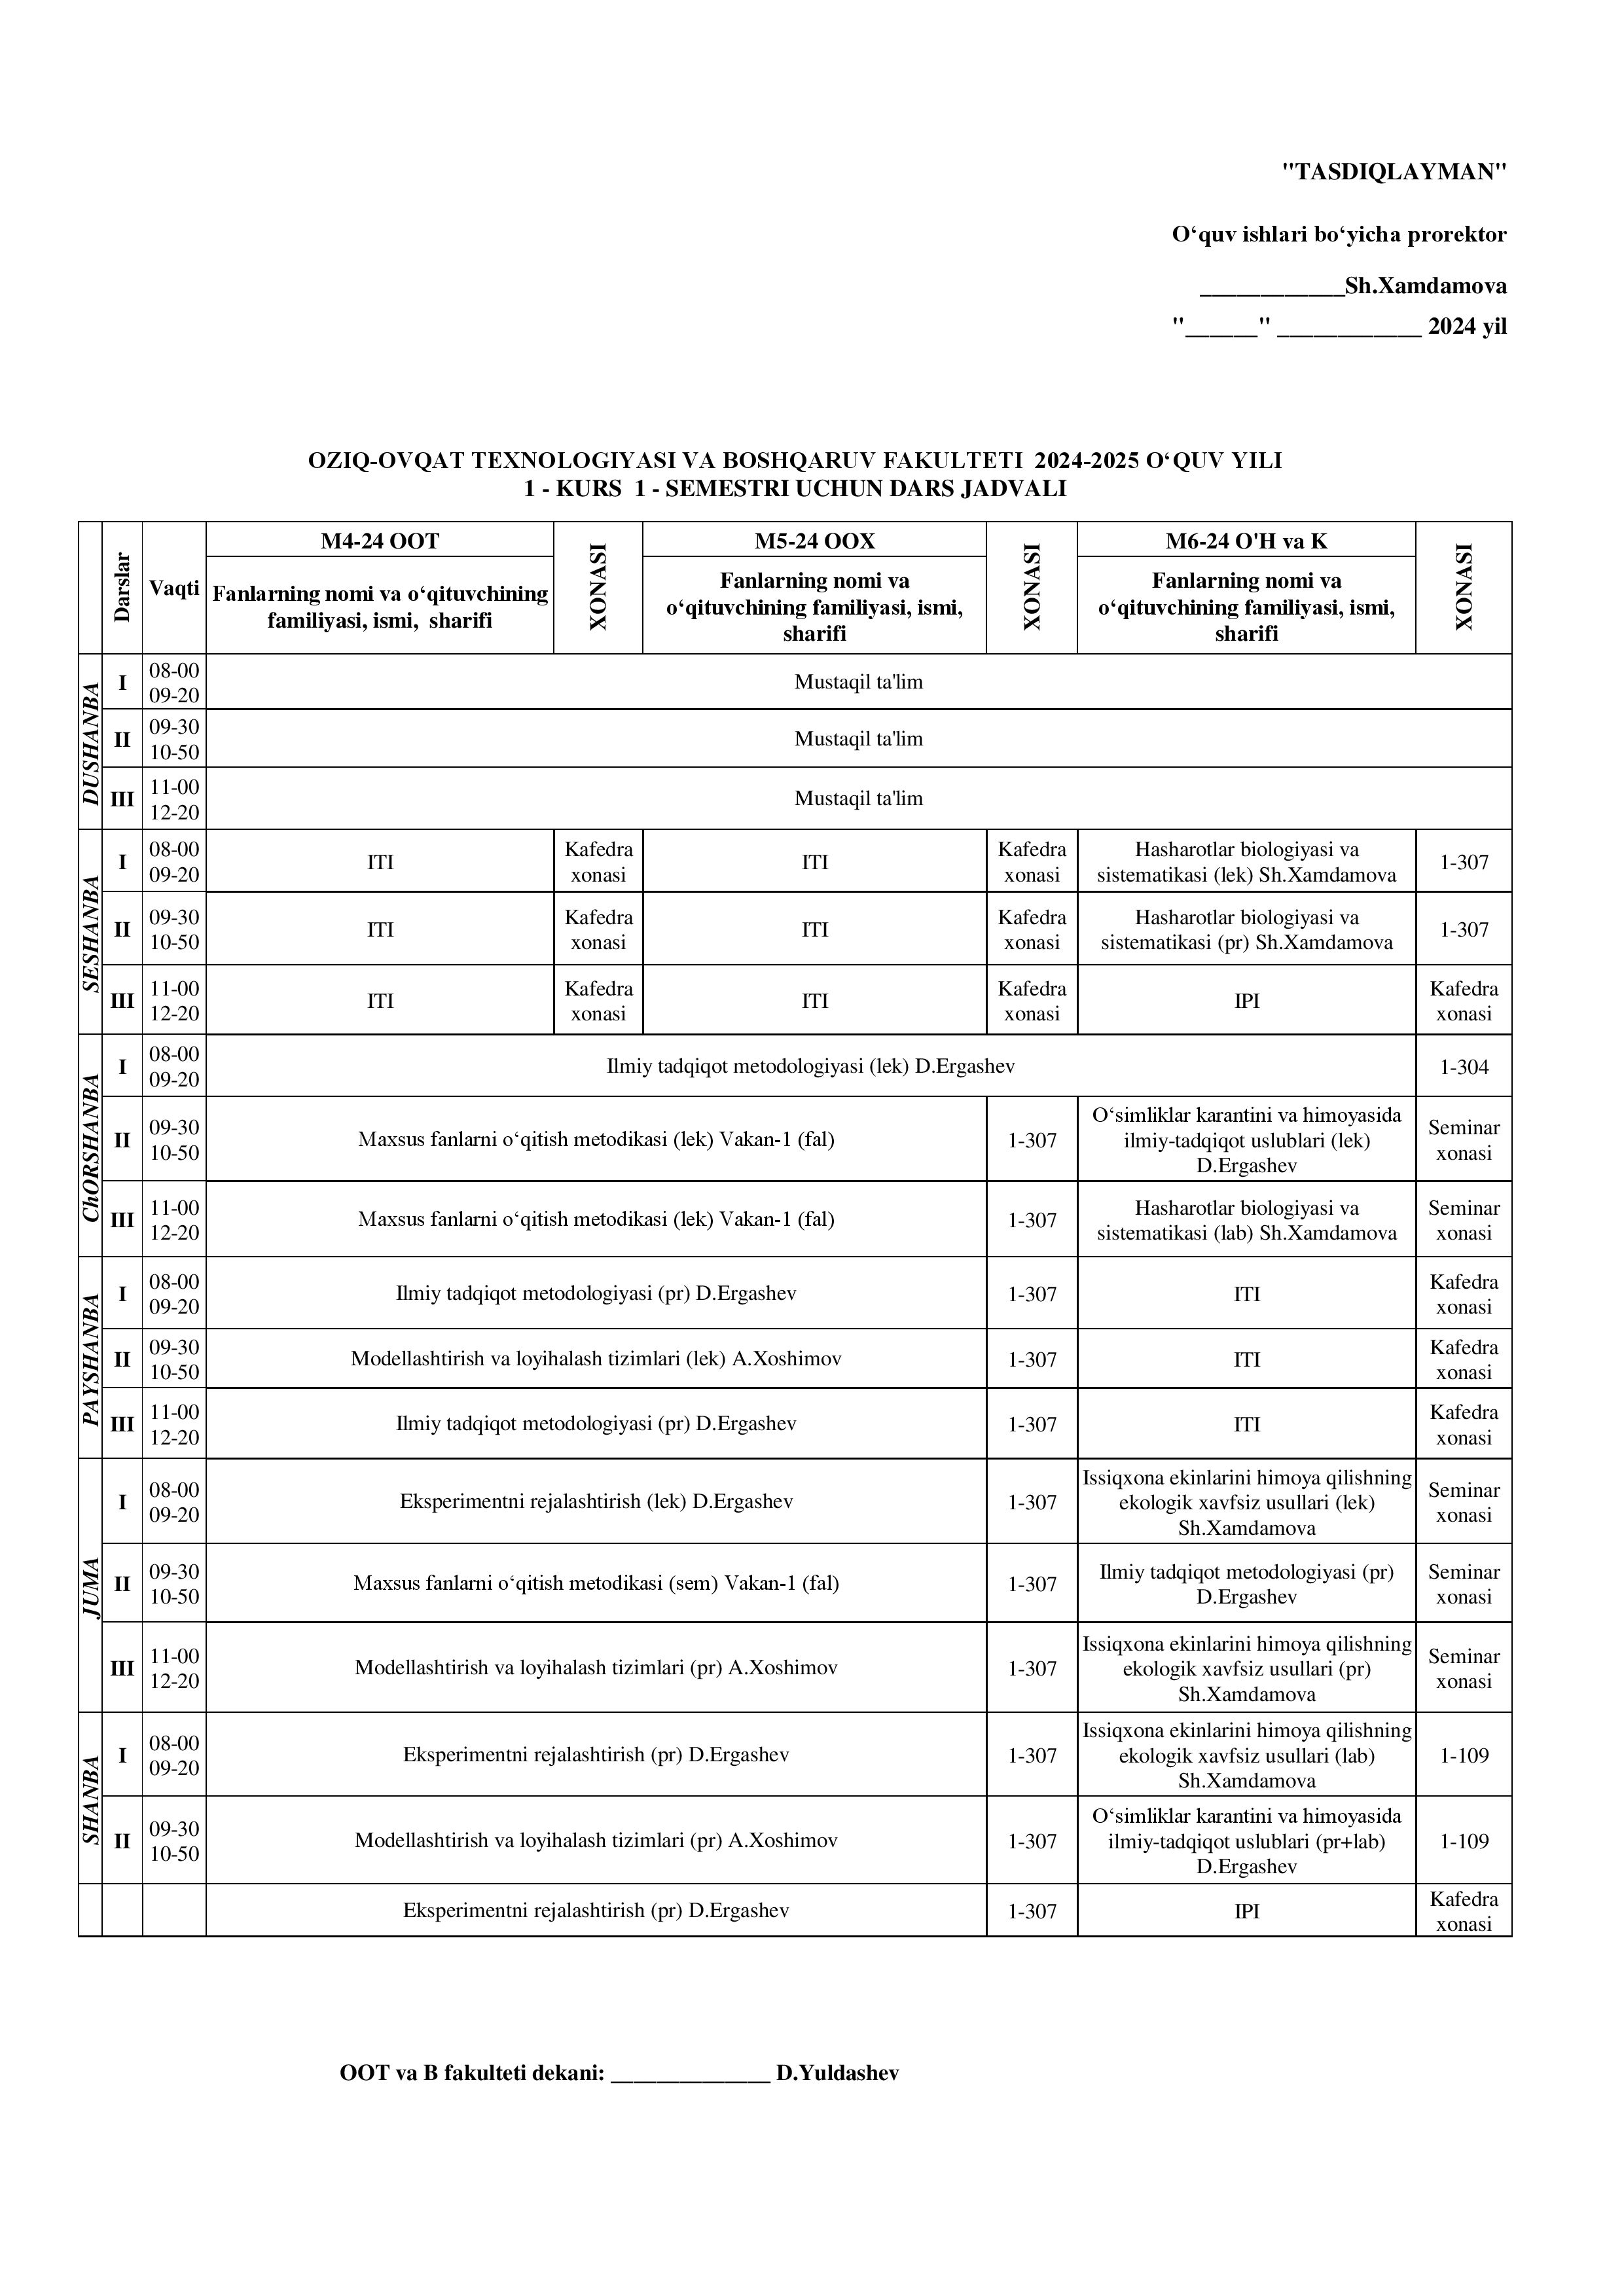 "TASDIQLAYMAN"
O‘quv ishlari bo‘yicha prorektor
____________Sh.Xamdamova
"______" ____________ 2024 yil
OZIQ-OVQAT TEXNOLOGIYASI VA BOSHQARUV FAKULTETI 2024-2025 O‘QUV YILI
1 - KURS 1 - SEMESTRI UCHUN DARS JADVALI
Darslar
Vaqti
M4-24 OOT
Fanlarning nomi va o‘qituvchining
familiyasi, ismi, sharifi
XONASI
M5-24 OOX
Fanlarning nomi va
o‘qituvchining familiyasi, ismi,
sharifi
XONASI
M6-24 O'H va K
Fanlarning nomi va
o‘qituvchining familiyasi, ismi,
sharifi
XONASI
DUSHANBA
I
08-00
09-20
Mustaqil ta'lim
II
09-30
10-50
Mustaqil ta'lim
III
11-00
12-20
Mustaqil ta'lim
SESHANBA
I
08-00
09-20
ITI
Kafedra
xonasi
ITI
Kafedra
xonasi
Hasharotlar biologiyasi va
sistematikasi (lek) Sh.Xamdamova
1-307
II
09-30
10-50
ITI
Kafedra
xonasi
ITI
Kafedra
xonasi
Hasharotlar biologiyasi va
sistematikasi (pr) Sh.Xamdamova
1-307
III
11-00
12-20
ITI
Kafedra
xonasi
ITI
Kafedra
xonasi
IPI
Kafedra
xonasi
ChORSHANBA
I
08-00
09-20
Ilmiy tadqiqot metodologiyasi (lek) D.Ergashev
1-304
II
09-30
10-50
Maxsus fanlarni o‘qitish metodikasi (lek) Vakan-1 (fal)
1-307
O‘simliklar karantini va himoyasida
ilmiy-tadqiqot uslublari (lek)
D.Ergashev
Seminar
xonasi
III
11-00
12-20
Maxsus fanlarni o‘qitish metodikasi (lek) Vakan-1 (fal)
1-307
Hasharotlar biologiyasi va
sistematikasi (lab) Sh.Xamdamova
Seminar
xonasi
PAYSHANBA
I
08-00
09-20
Ilmiy tadqiqot metodologiyasi (pr) D.Ergashev
1-307
ITI
Kafedra
xonasi
II
09-30
10-50
Modellashtirish va loyihalash tizimlari (lek) A.Xoshimov
1-307
ITI
Kafedra
xonasi
III
11-00
12-20
Ilmiy tadqiqot metodologiyasi (pr) D.Ergashev
1-307
ITI
Kafedra
xonasi
JUMA
I
08-00
09-20
Eksperimentni rejalashtirish (lek) D.Ergashev
1-307
Issiqxona ekinlarini himoya qilishning
ekologik xavfsiz usullari (lek)
Sh.Xamdamova
Seminar
xonasi
II
09-30
10-50
Maxsus fanlarni o‘qitish metodikasi (sem) Vakan-1 (fal)
1-307
Ilmiy tadqiqot metodologiyasi (pr)
D.Ergashev
Seminar
xonasi
III
11-00
12-20
Modellashtirish va loyihalash tizimlari (pr) A.Xoshimov
1-307
Issiqxona ekinlarini himoya qilishning
ekologik xavfsiz usullari (pr)
Sh.Xamdamova
Seminar
xonasi
SHANBA
I
08-00
09-20
Eksperimentni rejalashtirish (pr) D.Ergashev
1-307
Issiqxona ekinlarini himoya qilishning
ekologik xavfsiz usullari (lab)
Sh.Xamdamova
1-109
II
09-30
10-50
Modellashtirish va loyihalash tizimlari (pr) A.Xoshimov
1-307
O‘simliklar karantini va himoyasida
ilmiy-tadqiqot uslublari (pr+lab)
D.Ergashev
1-109
Eksperimentni rejalashtirish (pr) D.Ergashev
1-307
IPI
Kafedra
xonasi
OOT va B fakulteti dekani: ______________ D.Yuldashev